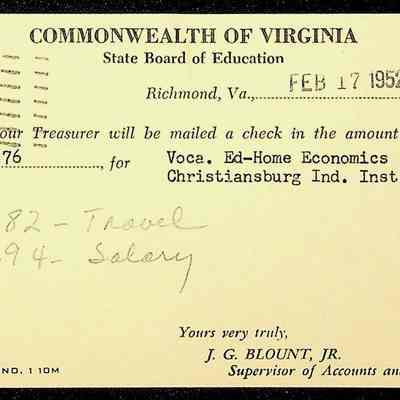 COMMONWEALTH OF VIRGINIA
State Board of Education
Richmond, Va., FEB 17 1952
our Treasurer will be mailed a check in the amount
76, for Voca. Ed-Home Economics
Christiansburg Ind. Inst
82 - Travel
94 - Salary
Yours very truly,
J. G. BLOUNT, JR.
Supervisor of Accounts an
NO. 1 10M